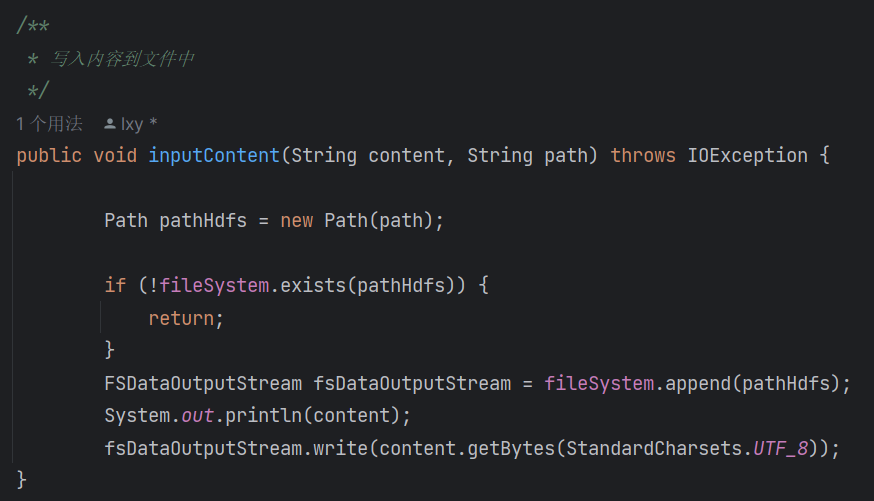 /**
 * 写入内容到文件中
 */
1 个用法 lxy *
public void inputContent(String content, String path) throws IOException {
Path pathHdfs = new Path(path);
if (!fileSystem.exists(pathHdfs)) {
return;
}
FSDataOutputStream fsDataOutputStream = fileSystem.append(pathHdfs);
System.out.println(content);
fsDataOutputStream.write(content.getBytes(StandardCharsets.UTF_8));
}